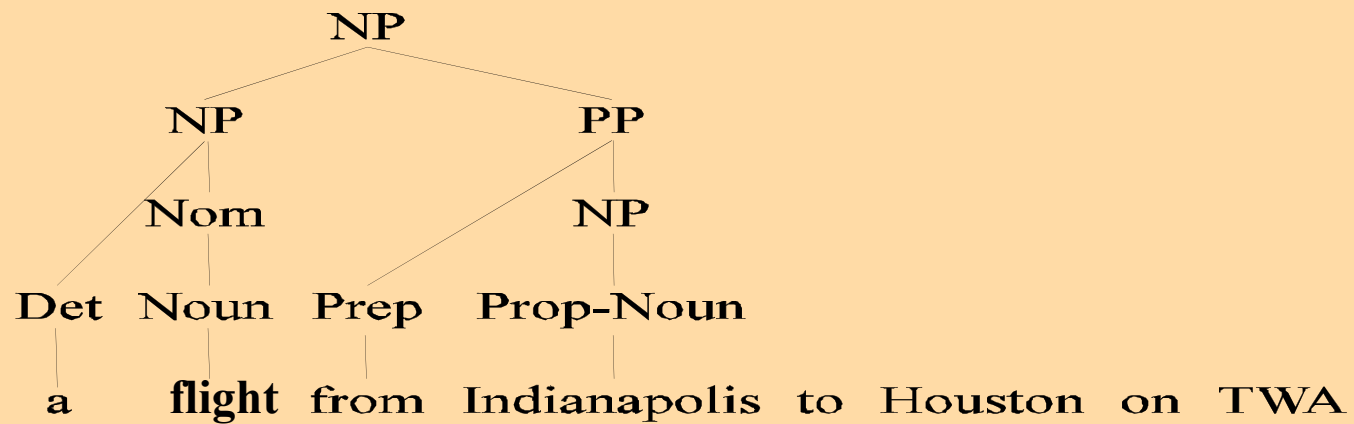 NP
NP PP
Nom NP
Det Noun Prep Prop-Noun
a flight from Indianapolis to Houston on TWA